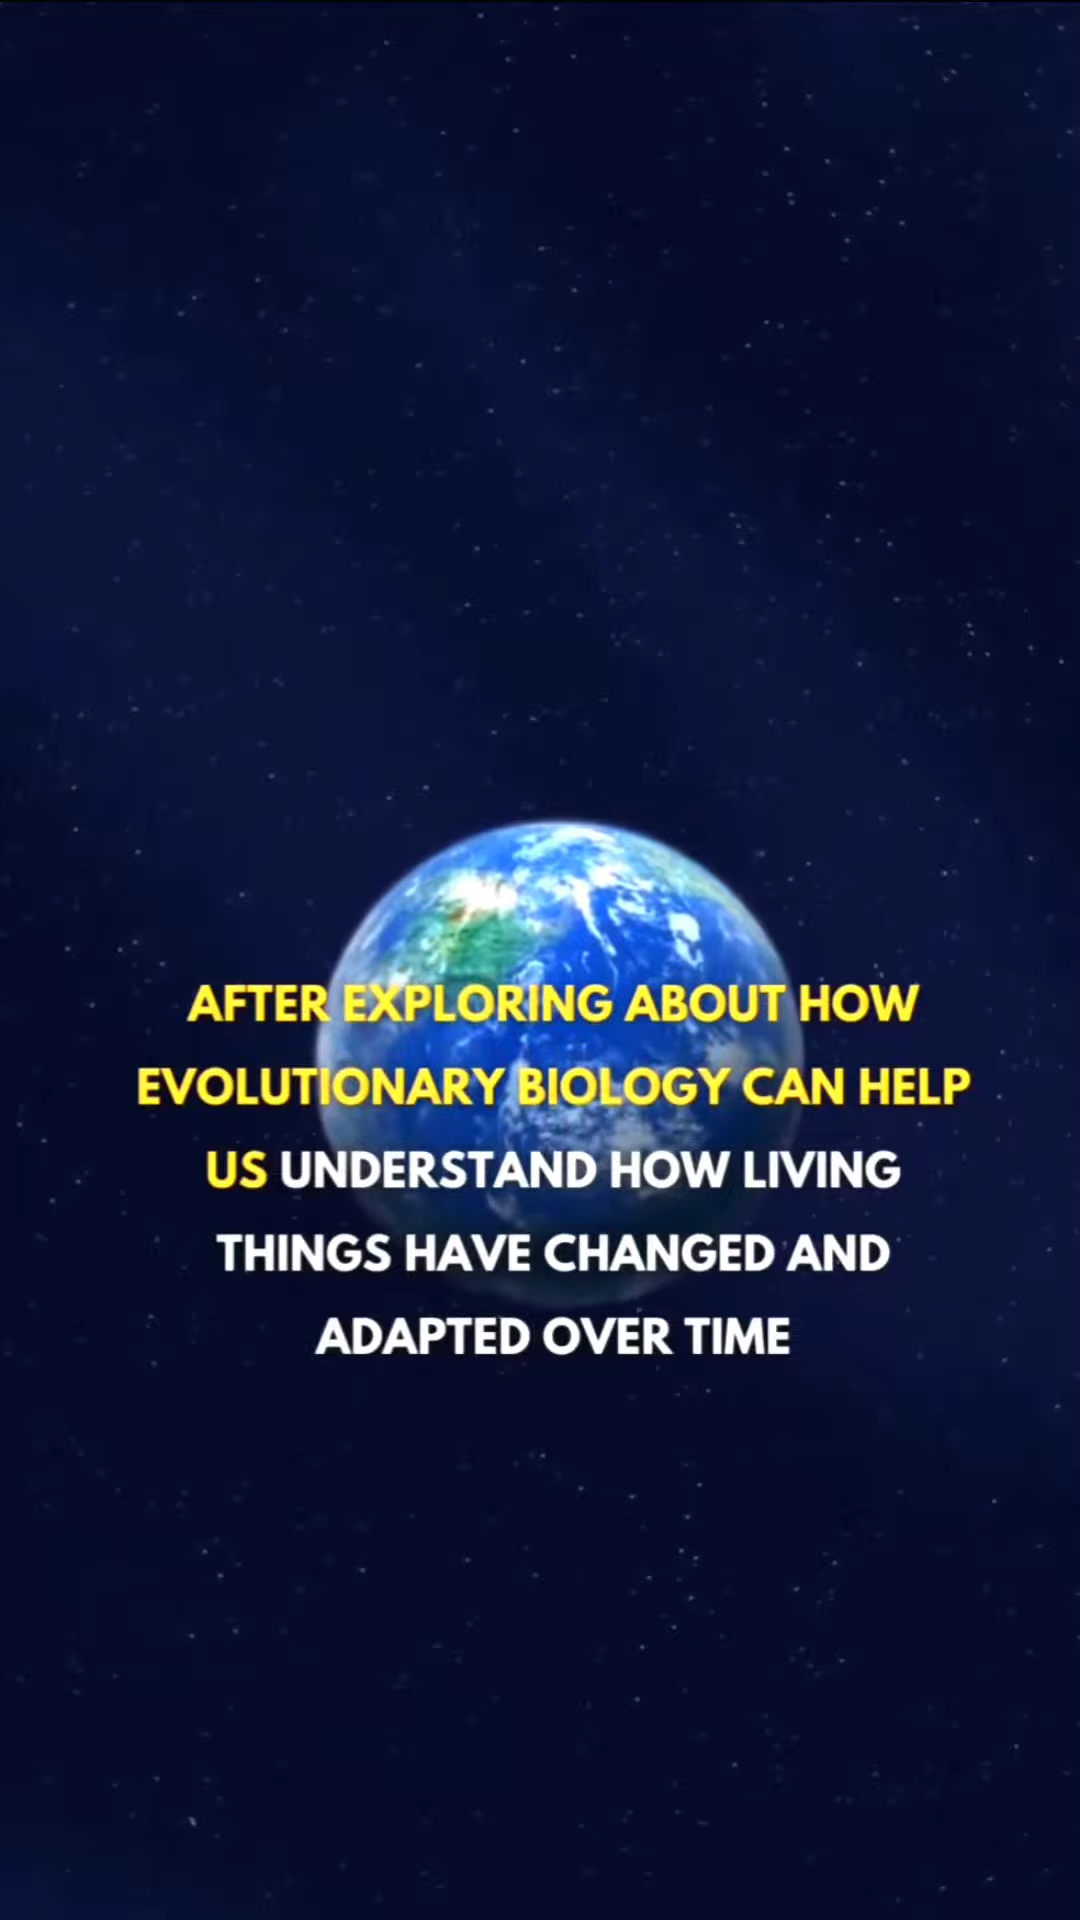 AFTER EXPLORING ABOUT HOW
EVOLUTIONARY BIOLOGY CAN HELP
US UNDERSTAND HOW LIVING
THINGS HAVE CHANGED AND
ADAPTED OVER TIME